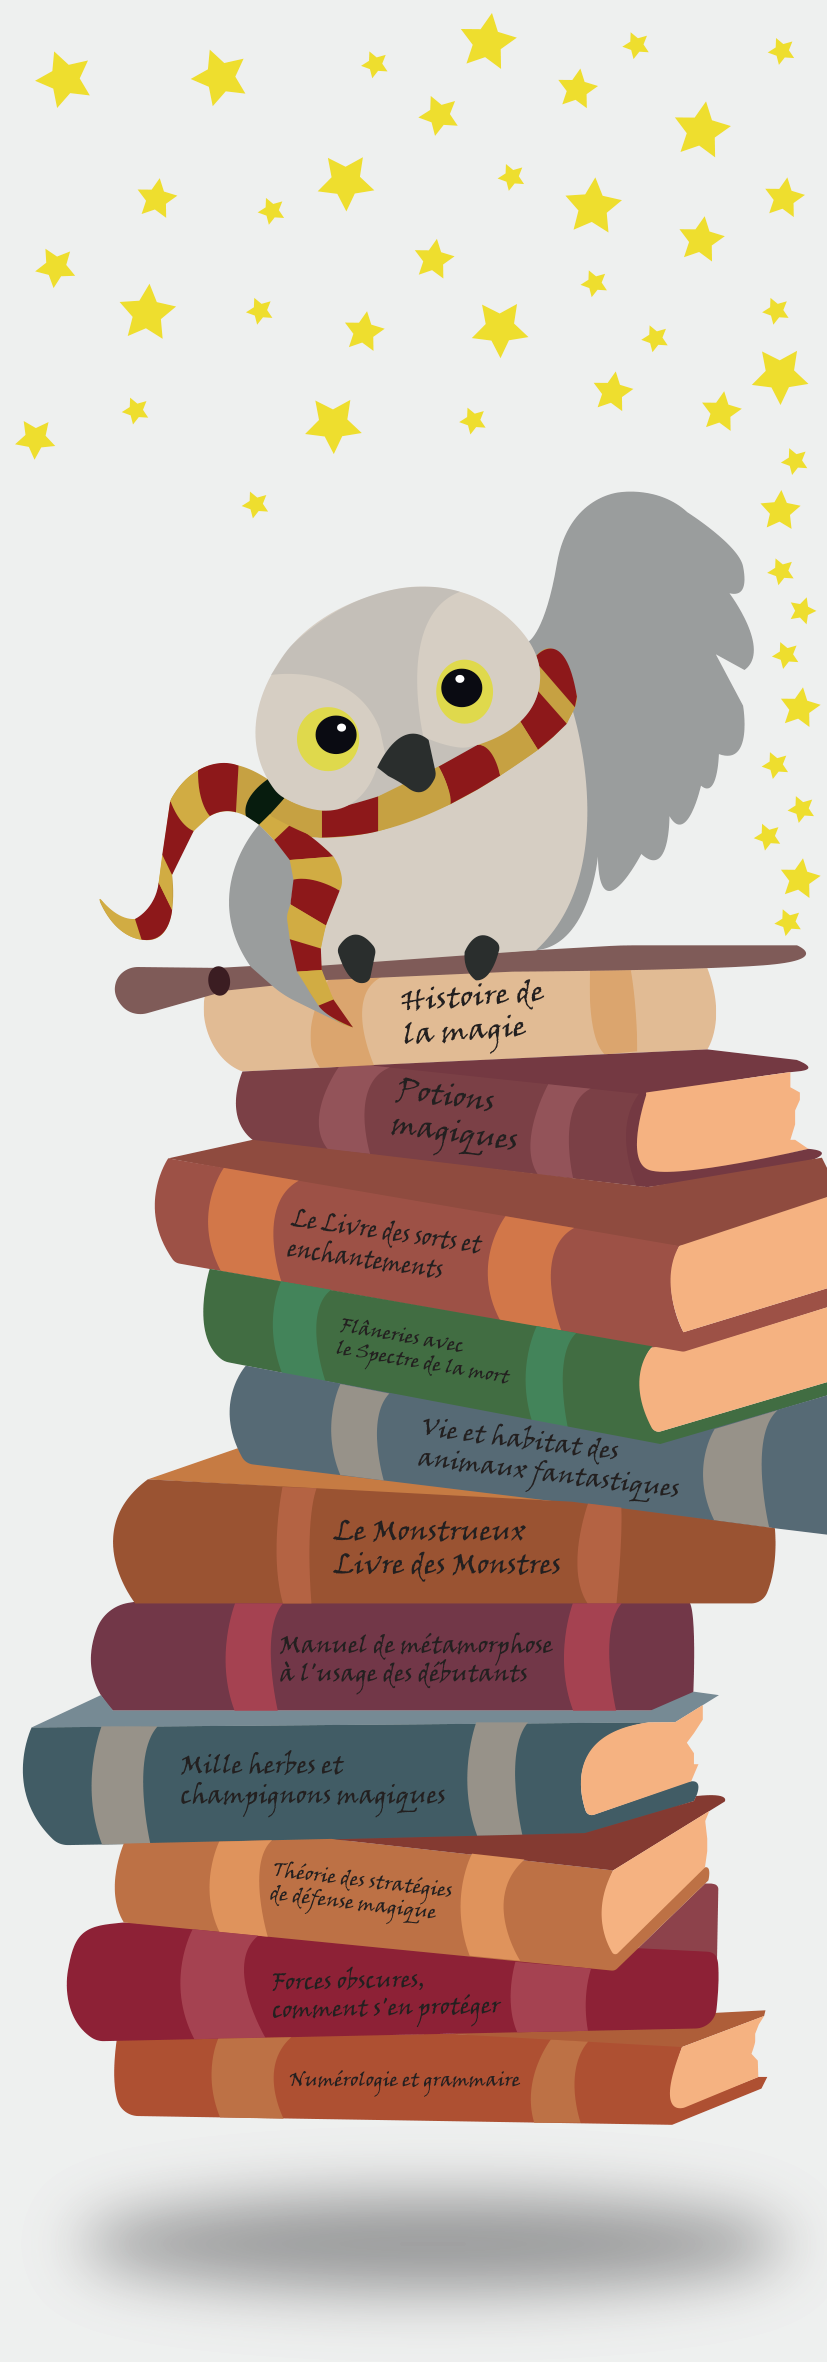 Histoire de
la magie
Potions
magiques
Le Livre des sorts et
enchantements
Flâneries avec
le Spectre de la mort
Vie et habitat des
animaux fantastiques
Le Monstrueux
Livre des Monstres
Manuel de métamorphose
à l'usage des débutants
Mille herbes et
champignons magiques
Théorie des stratégies
de défense magique
Forces obscures,
comment s'en protéger
Numérologie et grammaire